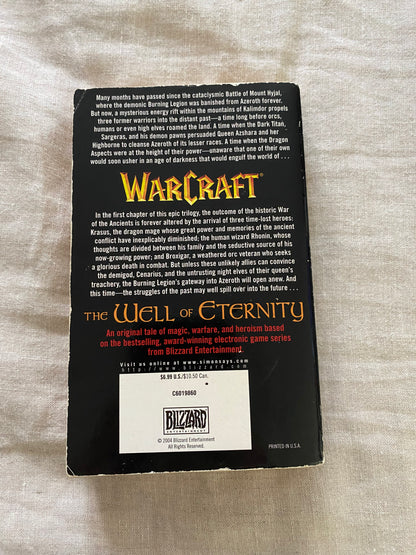 Many months have passed since the cataclysmic Battle of Mount Hyjal,
where the demonic Burning Legion was banished from Azeroth forever.
But now, a mysterious energy rift within the mountains of Kalimdor propels
three former warriors into the distant past—a time long before orcs,
humans or even high elves roamed the land. A time when the Dark Titan,
Sargeras, and his demon pawns persuaded Queen Azshara and her
Highborne to cleanse Azeroth of its lesser races. A time when the Dragon
Aspects were at the height of their power—unaware that one of their own
would soon usher in an age of darkness that would engulf the world of . . .
WARCRAFT®
In the first chapter of this epic trilogy, the outcome of the historic War
of the Ancients is forever altered by the arrival of three time-lost heroes:
Krasus, the dragon mage whose great power and memories of the ancient
conflict have inexplicably diminished; the human wizard Rhonin, whose
thoughts are divided between his family and the seductive source of his
now-growing power; and Broxigar, a weathered orc veteran who seeks
a glorious death in combat. But unless these unlikely allies can convince
the demigod, Cenarius, and the untrusting night elves of their queen's
treachery, the Burning Legion's gateway into Azeroth will open anew. And
this time—the struggles of the past may well spill over into the future . . .
THE WELL OF ETERNITY
An original tale of magic, warfare, and heroism based
on the bestselling, award-winning electronic game series
from Blizzard Entertainment.
Visit us online at www.simonsays.com
http://www.blizzard.com
$6.99 U.S./$10.50 Can.
C6019860
BLIZZARD
ENTERTAINMENT
© 2004 Blizzard Entertainment
All Rights Reserved.
PRINTED IN U.S.A.